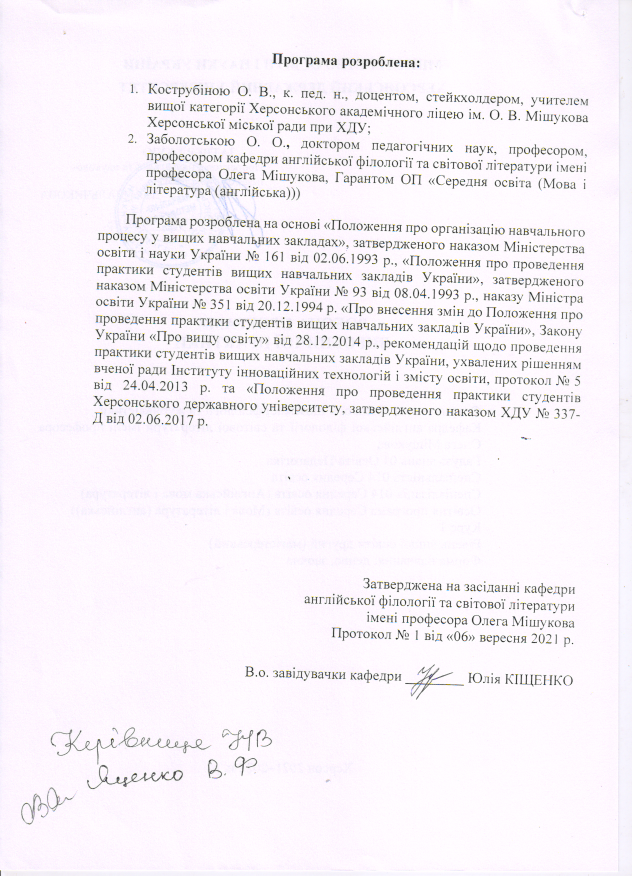 Програма розроблена:
1. Кострубіною О. В., к. пед. н., доцентом, стейкхолдером, учителем
вищої категорії Херсонського академічного ліцею ім. О. В. Мішукова
Херсонської міської ради при ХДУ;
2. Заболотською О. О., доктором педагогічних наук, професором,
професором кафедри англійської філології та світової літератури імені
професора Олега Мішукова, Гарантом ОП «Середня освіта (Мова і
література (англійська)))
Програма розроблена на основі «Положення про організацію навчального
процесу у вищих навчальних закладах», затвердженого наказом Міністерства
освіти і науки України № 161 від 02.06.1993 р., «Положення про проведення
практики студентів вищих навчальних закладів України», затвердженого
наказом Міністерства освіти України № 93 від 08.04.1993 р., наказу Міністра
освіти України № 351 від 20.12.1994 р. «Про внесення змін до Положення про
проведення практики студентів вищих навчальних закладів України», Закону
України «Про вищу освіту» від 28.12.2014 р., рекомендацій щодо проведення
практики студентів вищих навчальних закладів України, ухвалених рішенням
вченої ради Інституту інноваційних технологій і змісту освіти, протокол № 5
від 24.04.2013 р. та «Положення про проведення практики студентів
Херсонського державного університету, затвердженого наказом ХДУ № 337-
Д від 02.06.2017 р.
Затверджена на засіданні кафедри
англійської філології та світової літератури
імені професора Олега Мішукова
Протокол № 1 від «06» вересня 2021 р.
В.о. завідувачки кафедри Юлія КІЩЕНКО
Керівниця
Яценко В. Ф.